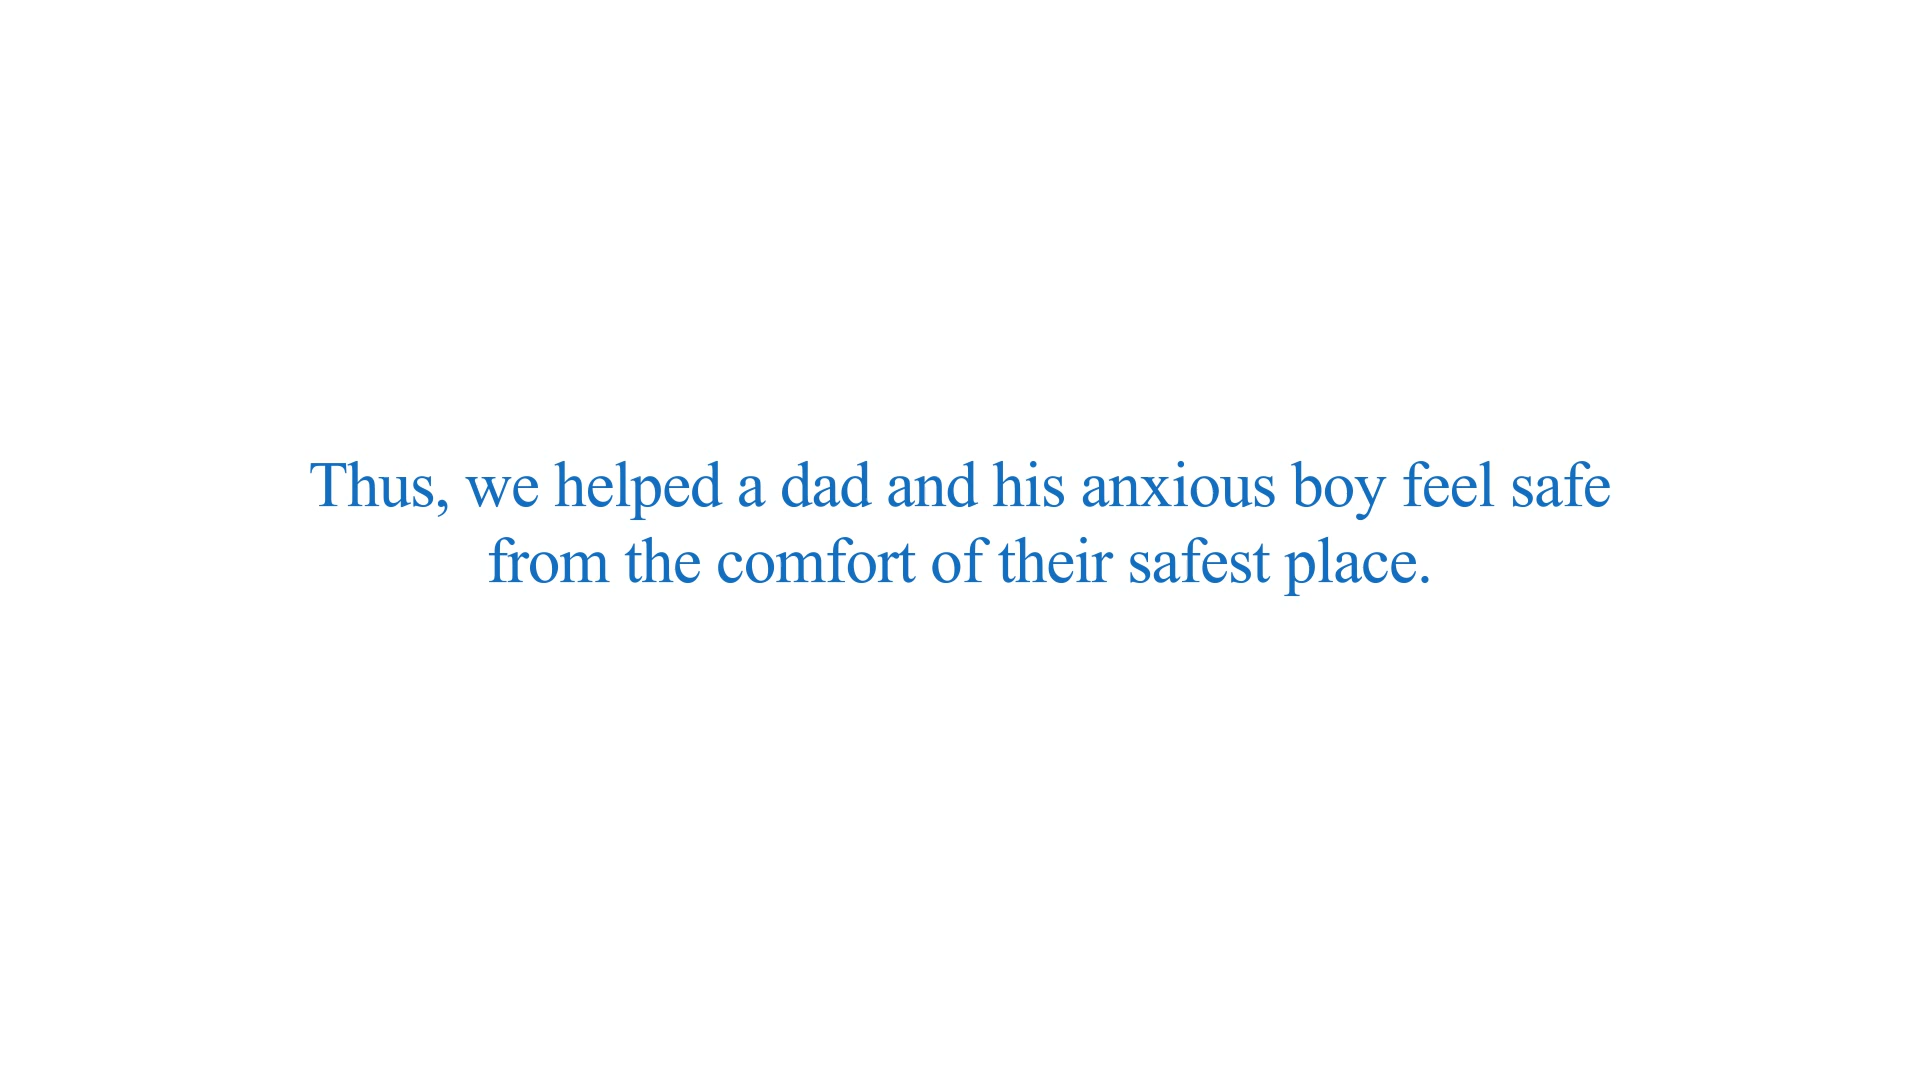 Thus, we helped a dad and his anxious boy feel safe
from the comfort of their safest place.